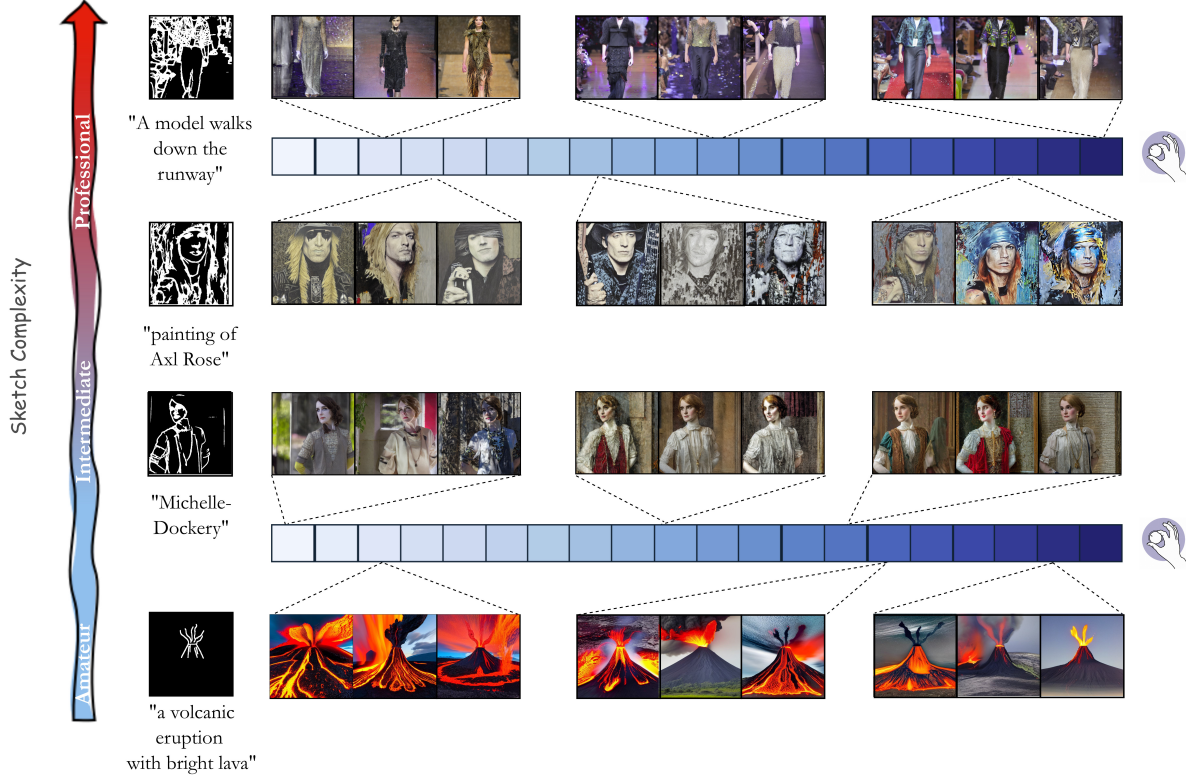 Sketch Complexity
Professional
Intermediate
Amateur
"A model walks
down the
runway"
"painting of
Axl Rose"
"Michelle-
Dockery"
"a volcanic
eruption
with bright lava"